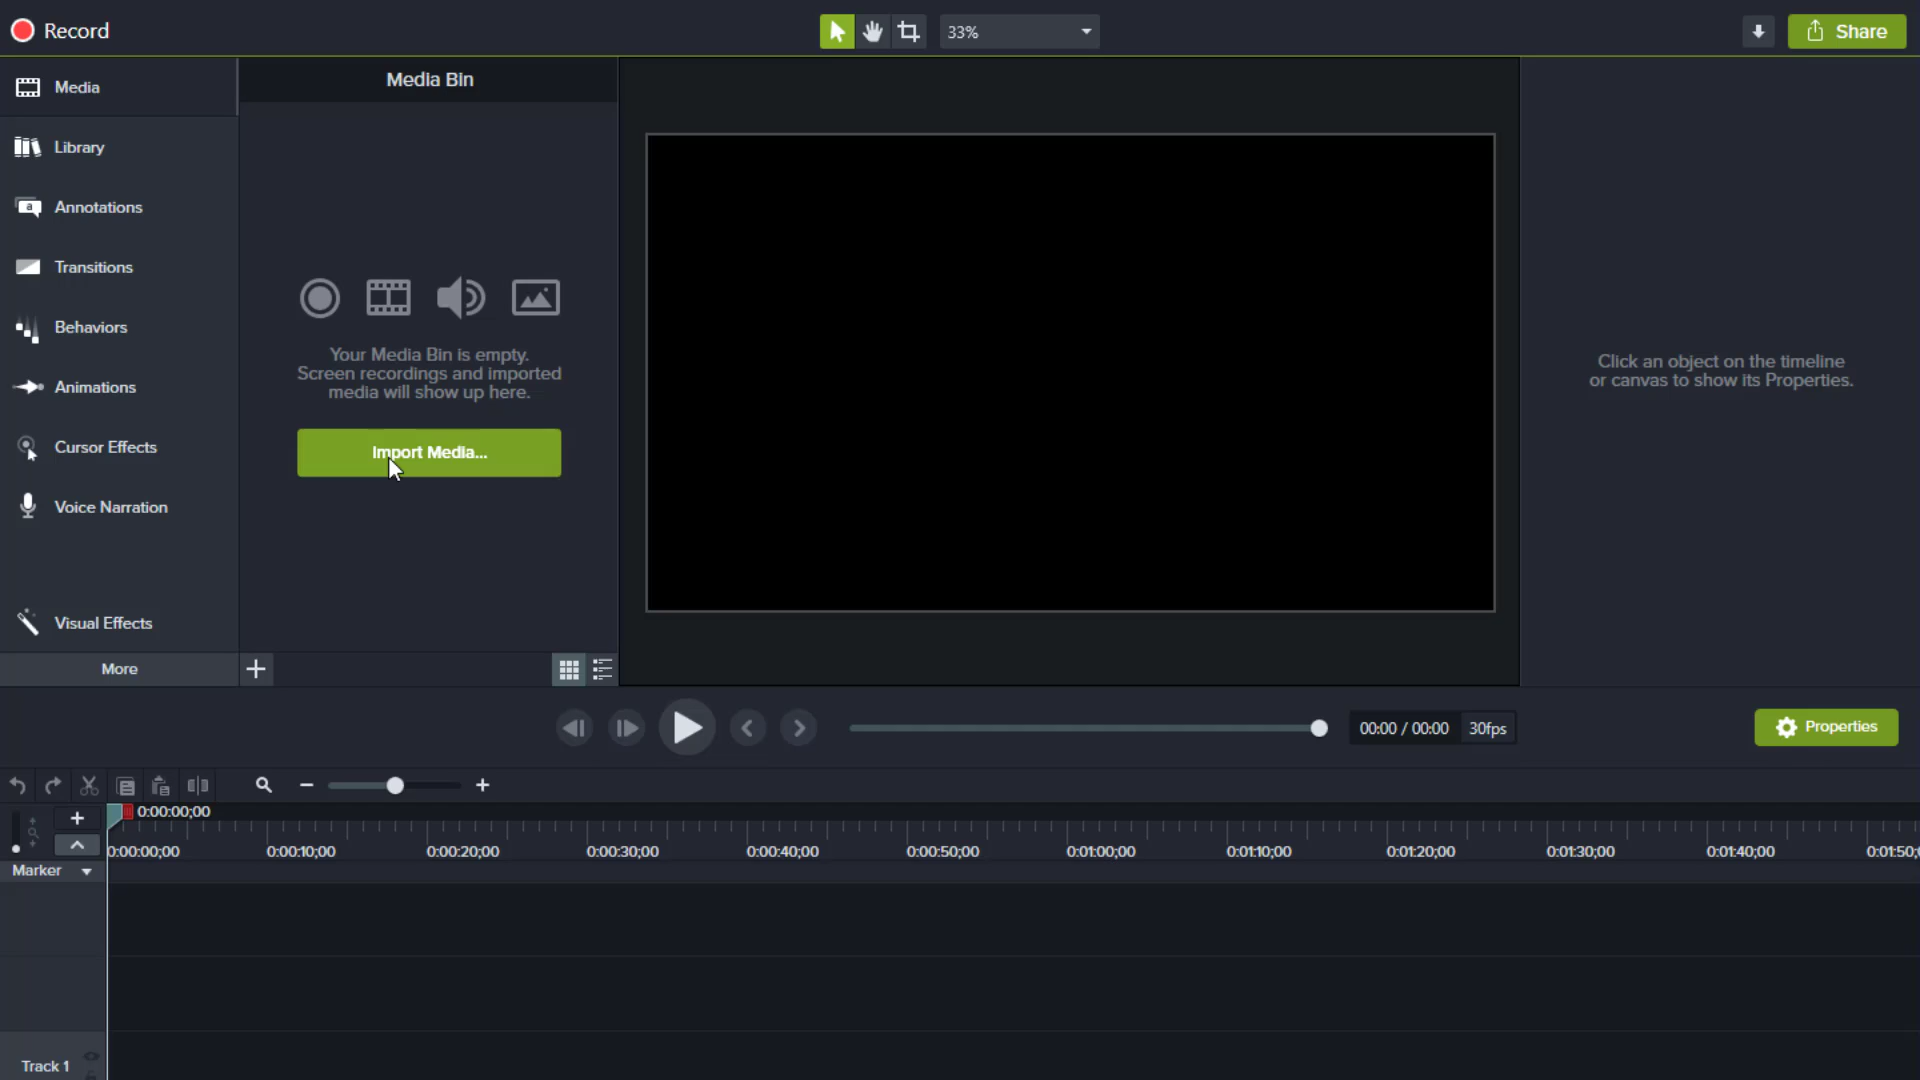 Record
33%
Share
Media
Media Bin
Library
a
Annotations
Transitions
Behaviors
Animations
Cursor Effects
Voice Narration
Visual Effects
More
Your Media Bin is empty.
Screen recordings and imported
media will show up here.
Import Media...
Click an object on the timeline
or canvas to show its Properties.
00:00 / 00:00
30fps
Properties
0:00:00;00
0:00:00;00
0:00:10;00
0:00:20;00
0:00:30;00
0:00:40;00
0:00:50;00
0:01:00;00
0:01:10;00
0:01:20;00
0:01:30;00
0:01:40;00
0:01:50;
Marker
Track 1